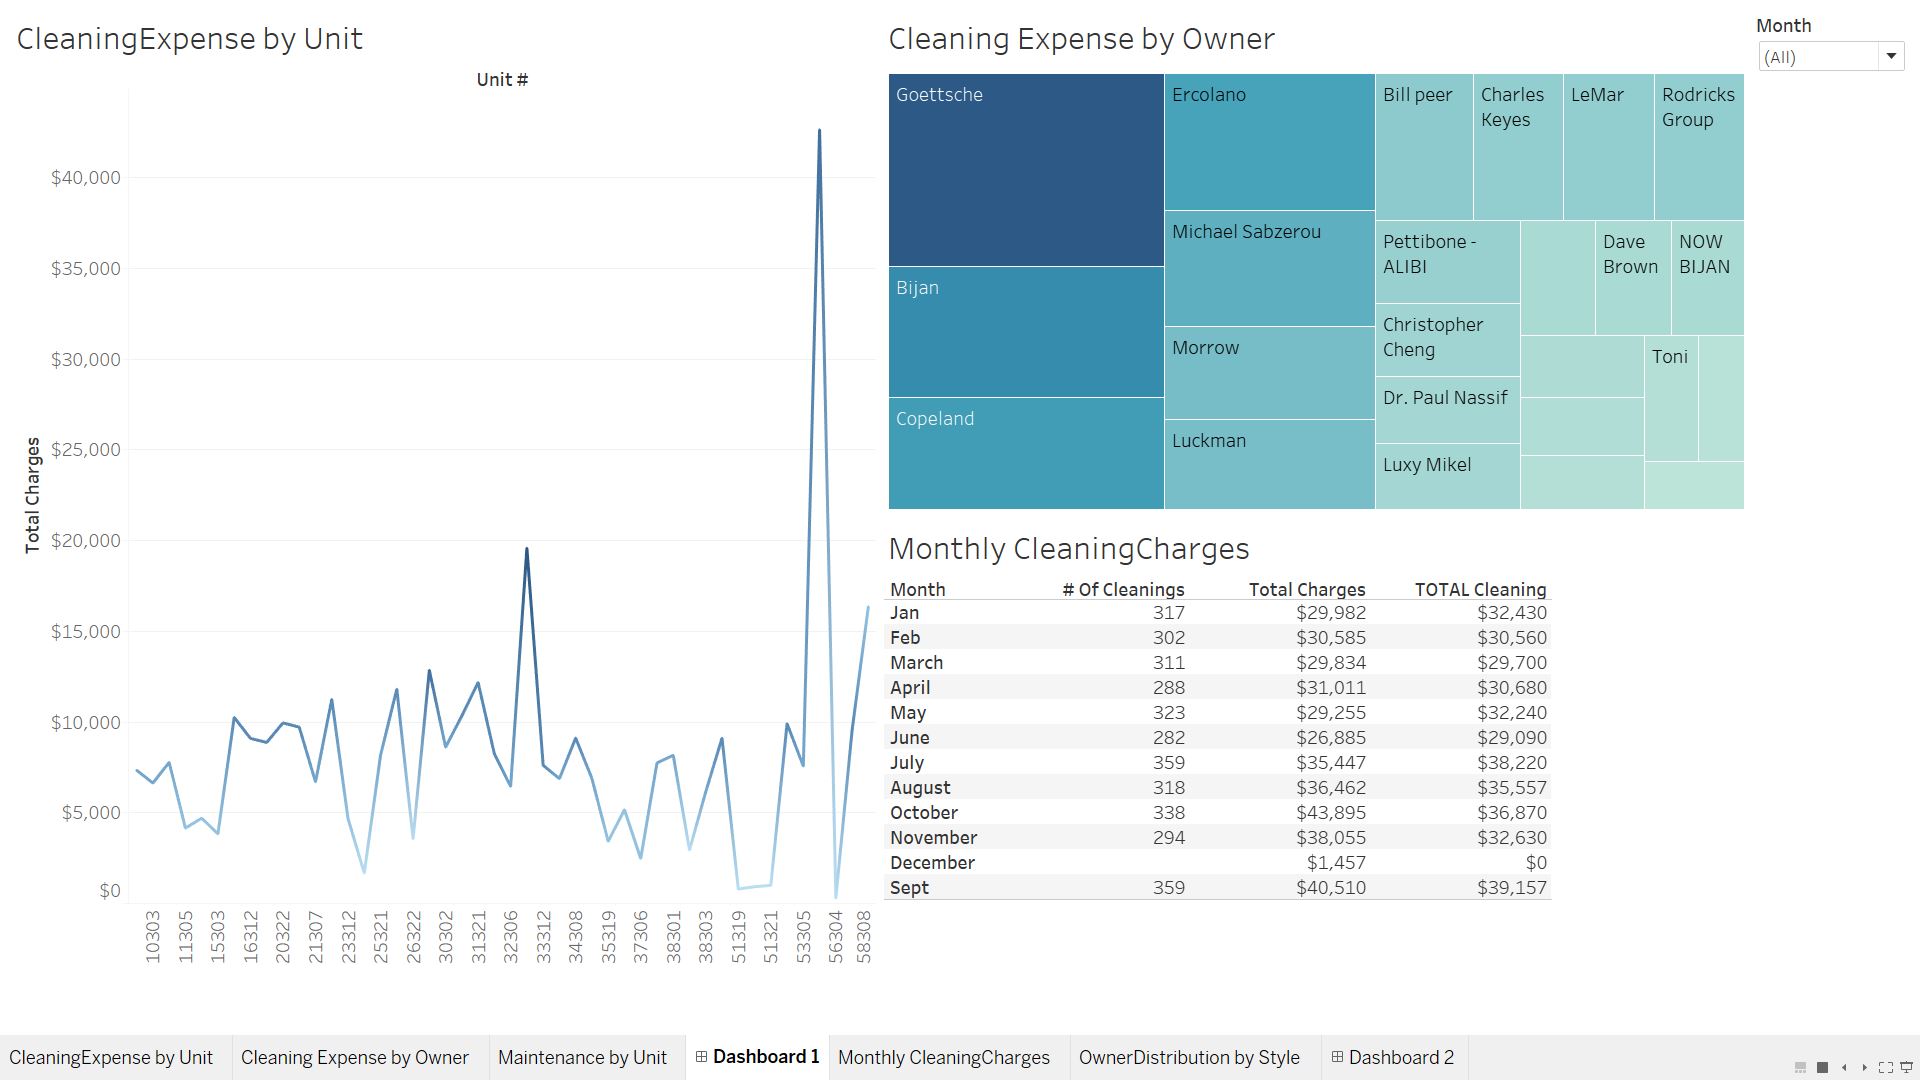 CleaningExpense by Unit
Unit #
Total Charges
$40,000
$35,000
$30,000
$25,000
$20,000
$15,000
$10,000
$5,000
$0
10303
11305
15303
16312
20322
21307
23312
25321
26322
30302
31321
32306
33312
34308
35319
37306
38301
38303
51319
51321
53305
56304
58308
Cleaning Expense by Owner
Goettsche
Bijan
Copeland
Ercolano
Michael Sabzerou
Morrow
Luckman
Bill peer
Charles
Keyes
LeMar
Rodricks
Group
Pettibone -
ALIBI
Christopher
Cheng
Dr. Paul Nassif
Luxy Mikel
Dave
Brown
NOW
BIJAN
Toni
Month
(All)
Monthly CleaningCharges
Month # Of Cleanings Total Charges TOTAL Cleaning
Jan 317 $29,982 $32,430
Feb 302 $30,585 $30,560
March 311 $29,834 $29,700
April 288 $31,011 $30,680
May 323 $29,255 $32,240
June 282 $26,885 $29,090
July 359 $35,447 $38,220
August 318 $36,462 $35,557
October 338 $43,895 $36,870
November 294 $38,055 $32,630
December $1,457 $0
Sept 359 $40,510 $39,157
CleaningExpense by Unit
Cleaning Expense by Owner
Maintenance by Unit
Dashboard 1
Monthly CleaningCharges
OwnerDistribution by Style
Dashboard 2